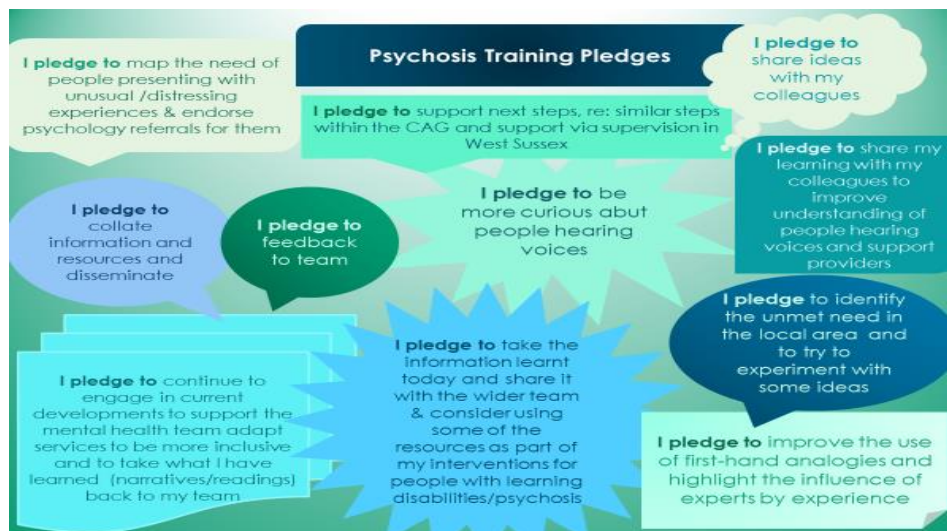 Psychosis Training Pledges
I pledge to map the need of
people presenting with
unusual /distressing
experiences & endorse
psychology referrals for them
I pledge to support next steps, re: similar steps
within the CAG and support via supervision in
West Sussex
I pledge to
share ideas
with my
colleagues
I pledge to
collate
information and
resources and
disseminate
I pledge to
feedback
to team
I pledge to be
more curious abut
people hearing
voices
I pledge to share my
learning with my
colleagues to
improve
understanding of
people hearing
voices and support
providers
I pledge to continue to
engage in current
developments to support the
mental health team adapt
services to be more inclusive
and to take what I have
learned (narratives/readings)
back to my team
I pledge to take the
information learnt
today and share it
with the wider team
& consider using
some of the
resources as part of
my interventions for
people with learning
disabilities/psychosis
I pledge to identify
the unmet need in
the local area and
to try to
experiment with
some ideas
I pledge to improve the use
of first-hand analogies and
highlight the influence of
experts by experience